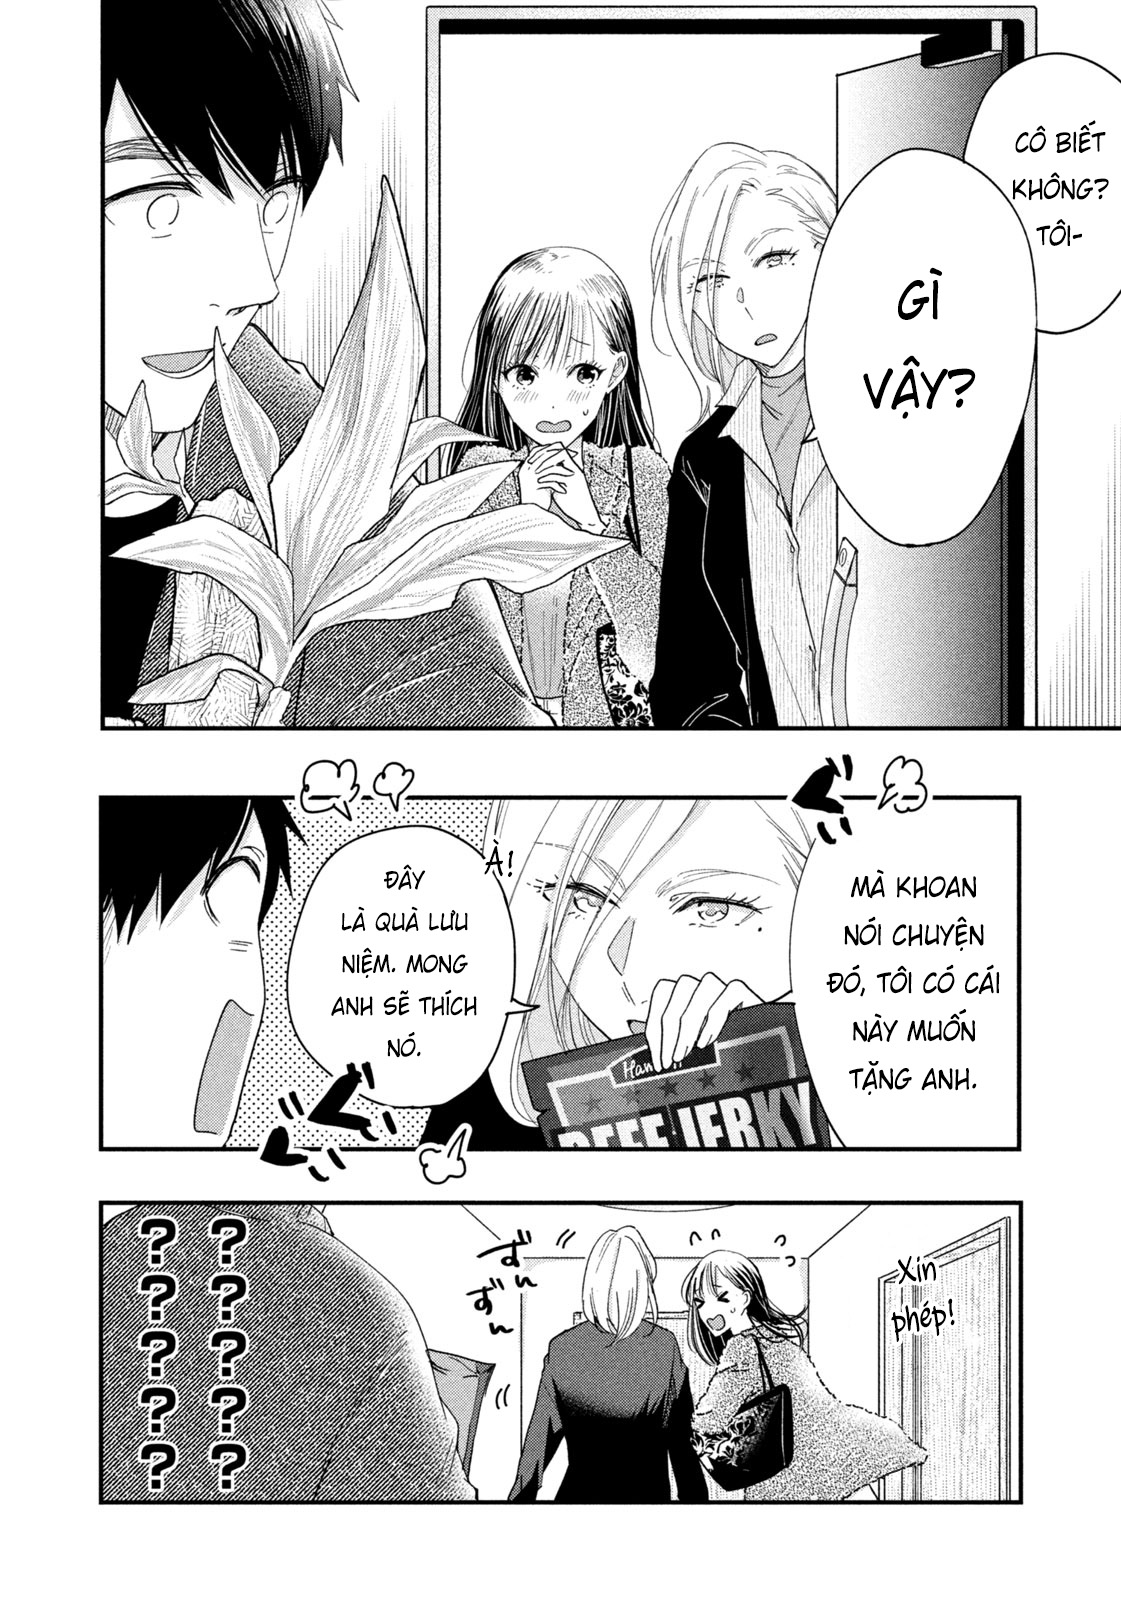 CÔ BIẾT
KHÔNG?
TÔI-
GÌ
VẬY?
MÀ KHOAN
NÓI CHUYỆN
ĐÓ, TÔI CÓ CÁI
NÀY MUỐN
TẶNG ANH.
À!
ĐÂY
LÀ QUÀ LƯU
NIỆM. MONG
ANH SẼ THÍCH
NÓ.
BEEF JERKY
Xin
phép!
ずん
ずん
? ?
? ?
? ?
? ?
? ?